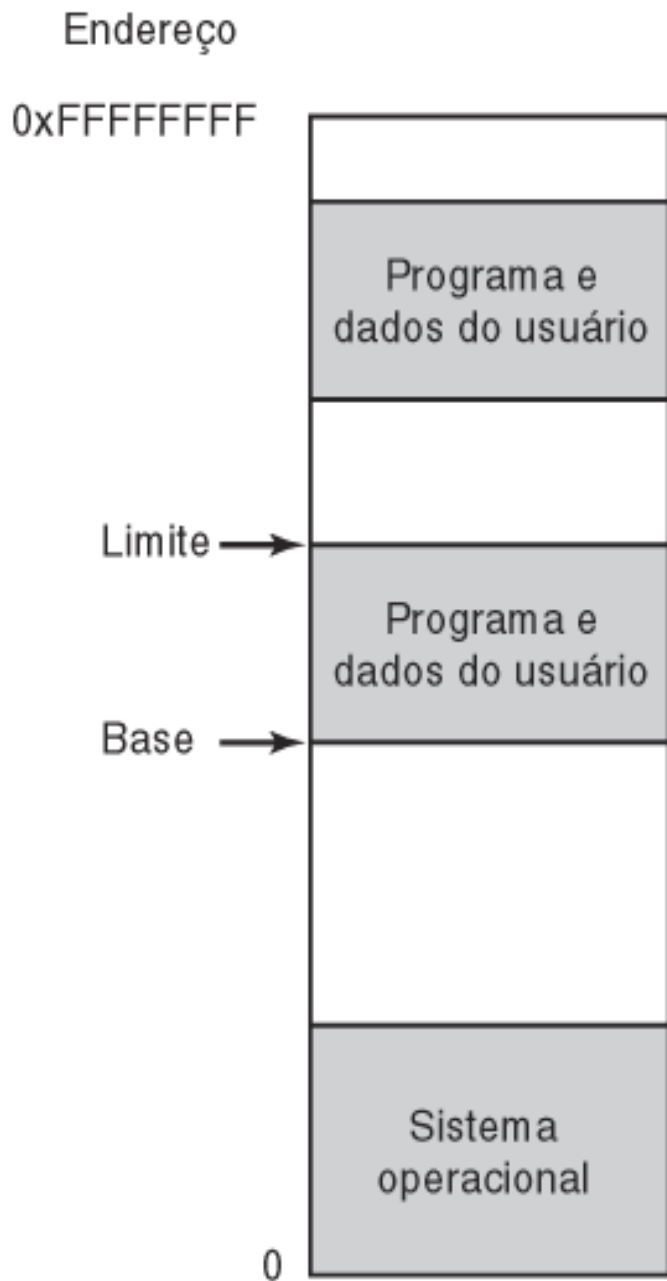 Endereço
0xFFFFFFFF
Programa e
dados do usuário
Limite
Programa e
dados do usuário
Base
Sistema
operacional
0